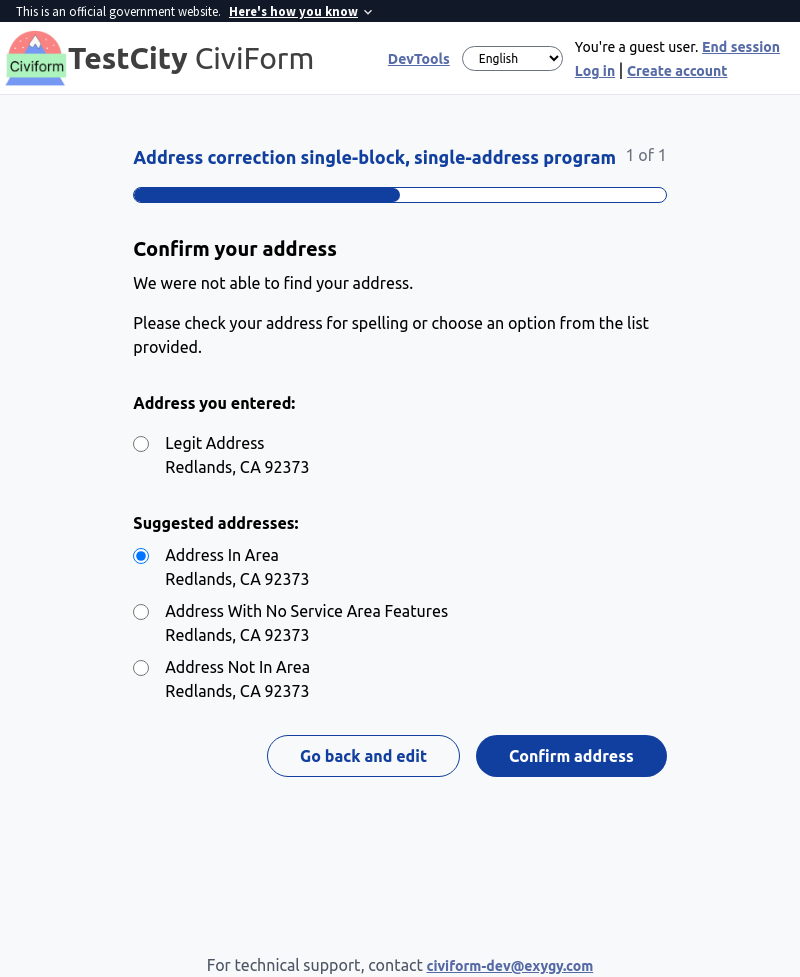 This is an official government website. Here's how you know
Civiform
TestCity CiviForm
DevTools
English
You're a guest user. End session
Log in | Create account
Address correction single-block, single-address program
1 of 1
Confirm your address
We were not able to find your address.
Please check your address for spelling or choose an option from the list
provided.
Address you entered:
Legit Address
Redlands, CA 92373
Suggested addresses:
Address In Area
Redlands, CA 92373
Address With No Service Area Features
Redlands, CA 92373
Address Not In Area
Redlands, CA 92373
Go back and edit
Confirm address
For technical support, contact civiform-dev@exygy.com